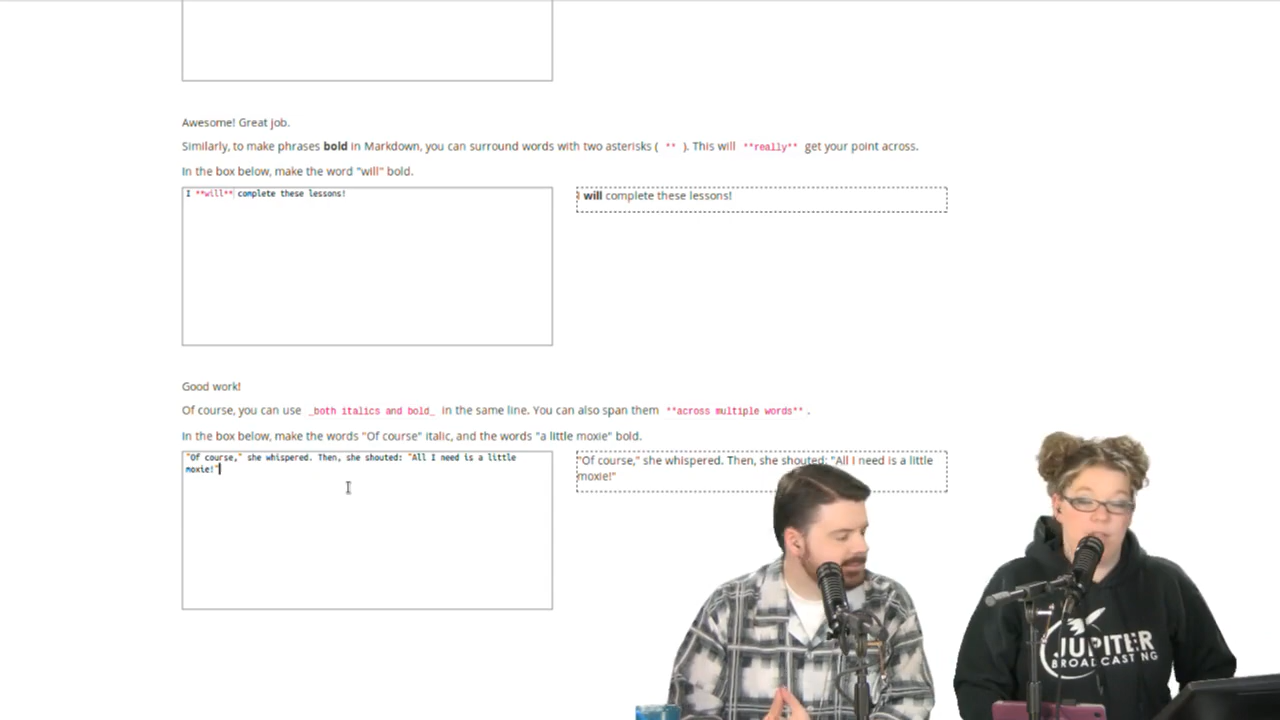 Awesome! Great job.
Similarly, to make phrases bold in Markdown, you can surround words with two asterisks ( ** ). This will **really** get your point across.
In the box below, make the word "will" bold.
I **will** complete these lessons!
I will complete these lessons!
Good work!
Of course, you can use _both italics and bold_ in the same line. You can also span them **across multiple words** .
In the box below, make the words "Of course" italic, and the words "a little moxie" bold.
"Of course," she whispered. Then, she shouted: "All I need is a little
moxie!"
"Of course," she whispered. Then, she shouted: "All I need is a little
moxie!"
JUPITER
BROADCASTING